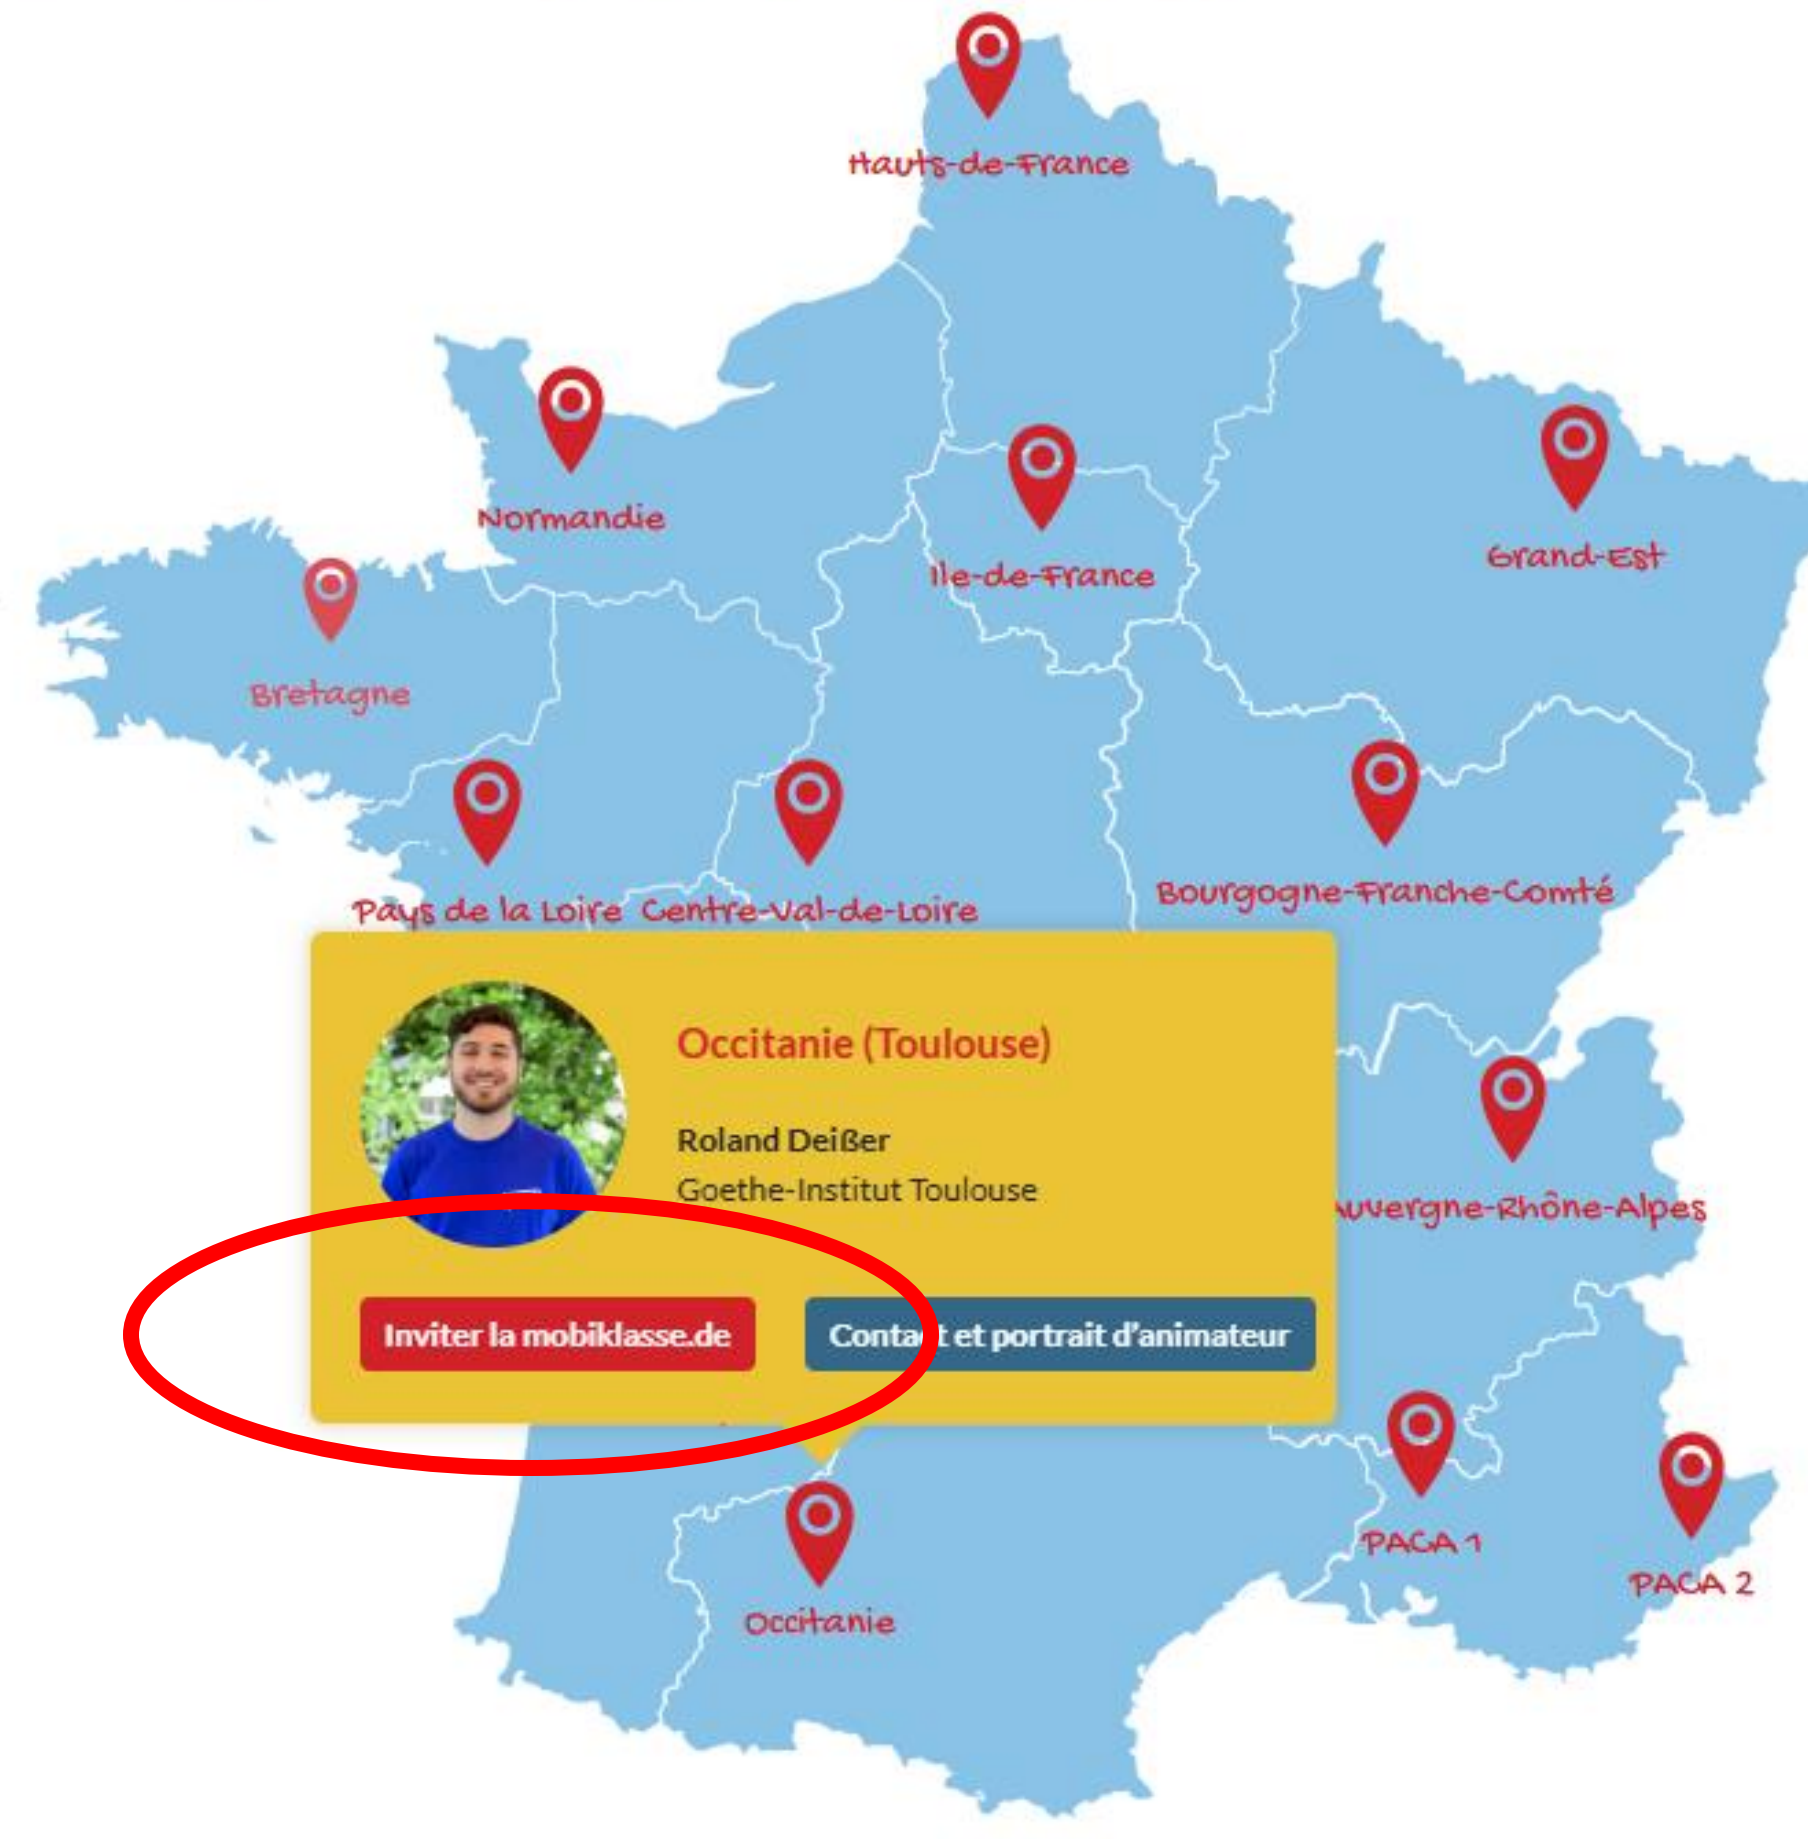 Hauts-de-France
Normandie
Ile-de-France
Grand-Est
Bretagne
Pays de la Loire
Centre-Val-de-Loire
Bourgogne-Franche-Comté
Occitanie (Toulouse)
Roland Deißer
Goethe-Institut Toulouse
Auvergne-Rhône-Alpes
Inviter la mobiklasse.de
Contact et portrait d'animateur
PACA 1
PACA 2
Occitanie